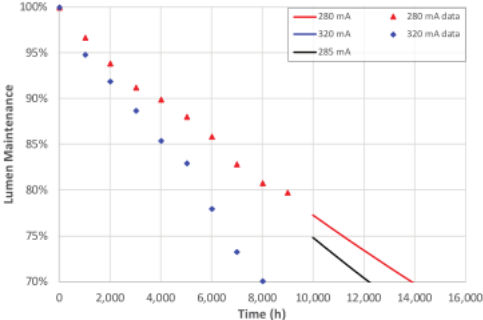 100%
95%
90%
85%
80%
75%
70%
Lumen Maintenance
280 mA
280 mA data
320 mA
320 mA data
285 mA
0
2,000
4,000
6,000
8,000
10,000
12,000
14,000
16,000
Time (h)